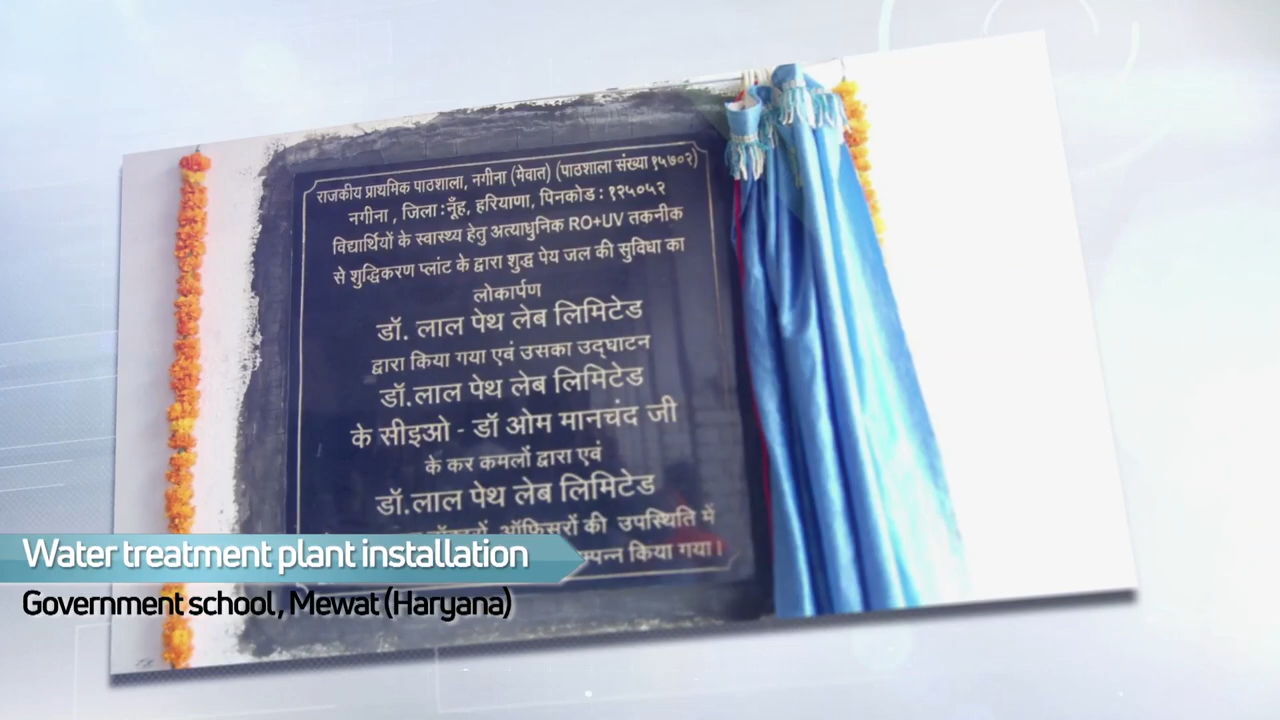 राजकीय प्राथमिक पाठशाला, नगीना (मेवात) (पाठशाला संख्या १५७०२)
नगीना , जिला : नूँह, हरियाणा, पिनकोड : १२५०५२
विद्यार्थियों के स्वास्थ्य हेतु अत्याधुनिक RO+UV तकनीक
से शुद्धिकरण प्लांट के द्वारा शुद्ध पेय जल की सुविधा का
लोकार्पण
डॉ. लाल पेथ लेब लिमिटेड
द्वारा किया गया एवं उसका उद्घाटन
डॉ.लाल पेथ लेब लिमिटेड
के सीइओ - डॉ ओम मानचंद जी
के कर कमलों द्वारा एवं
डॉ.लाल पेथ लेब लिमिटेड
ऑफिसरों की उपस्थिति में
किया गया।
Water treatment plant installation
Government school, Mewat (Haryana)